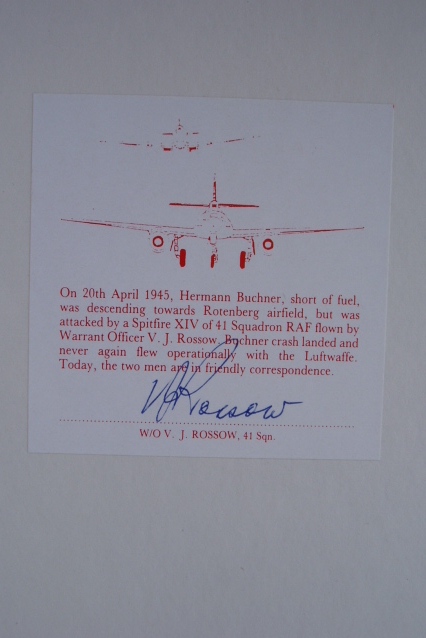 On 20th April 1945, Hermann Buchner, short of fuel,
was descending towards Rotenberg airfield, but was
attacked by a Spitfire XIV of 41 Squadron RAF flown by
Warrant Officer V. J. Rossow. Buchner crash landed and
never again flew operationally with the Luftwaffe.
Today, the two men are in friendly correspondence.
VJ Rossow
W/O V. J. ROSSOW, 41 Sqn.